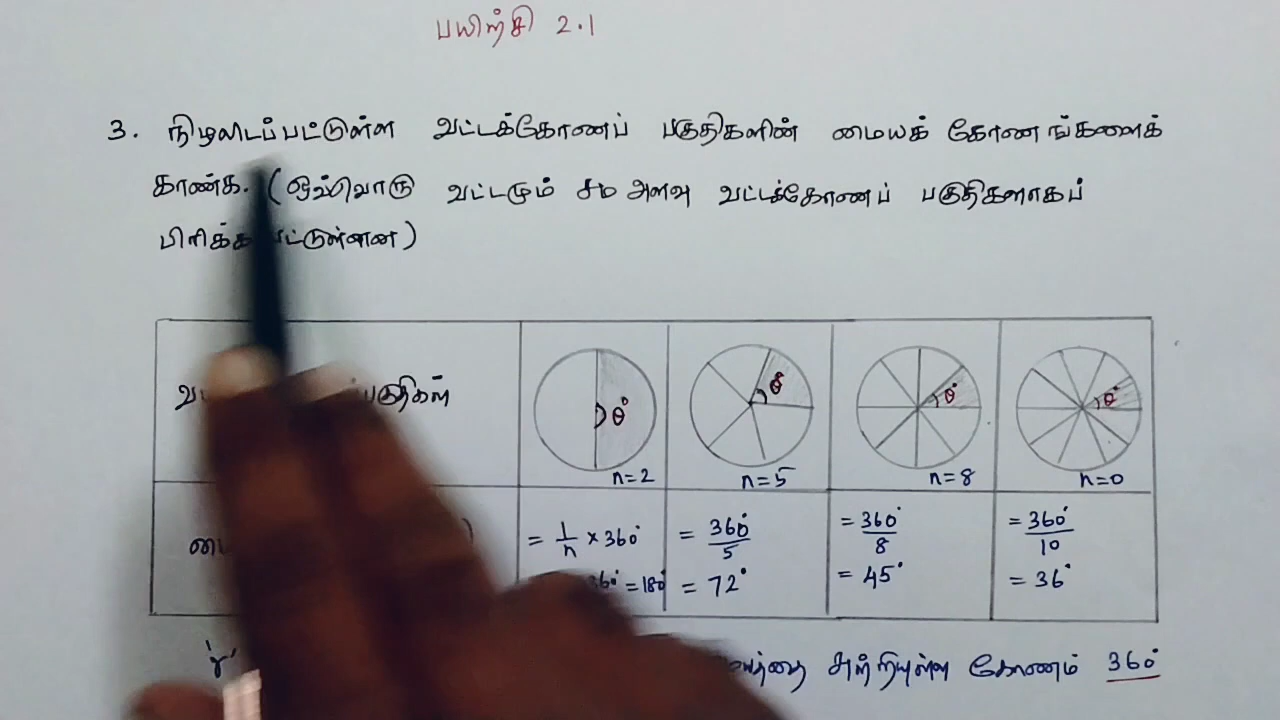 பயிற்சி 2.1
3. நிழலிடப்பட்டுள்ள வட்டக்கோணப் பகுதிகளின் மையக் கோணங்களைக்
காண்க. (ஒவ்வொரு வட்டமும் சம அளவு வட்டக்கோணப் பகுதிகளாகப்
பிரிக்கப்பட்டுள்ளன)
θ° θ° θ° θ°
n=2 n=5 n=8 n=0
= 1/n × 360° = 360°/5 = 360°/8 = 360°/10
= 180° = 72° = 45° = 36°
'r' சுற்றியுள்ள கோணம் 360°